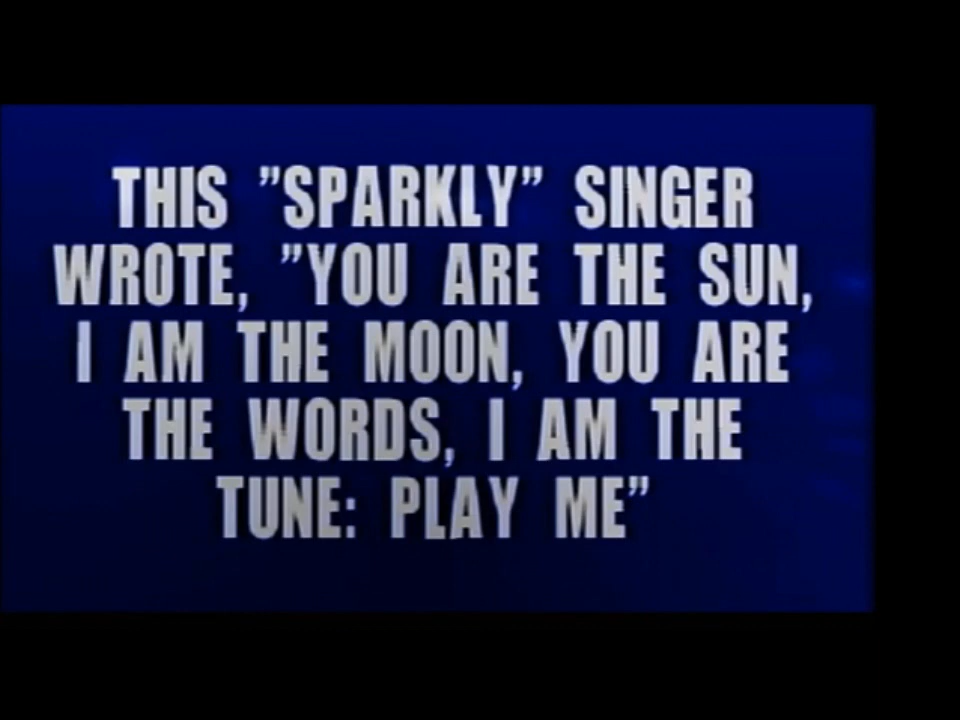 THIS "SPARKLY" SINGER
WROTE, "YOU ARE THE SUN,
I AM THE MOON, YOU ARE
THE WORDS, I AM THE
TUNE: PLAY ME"